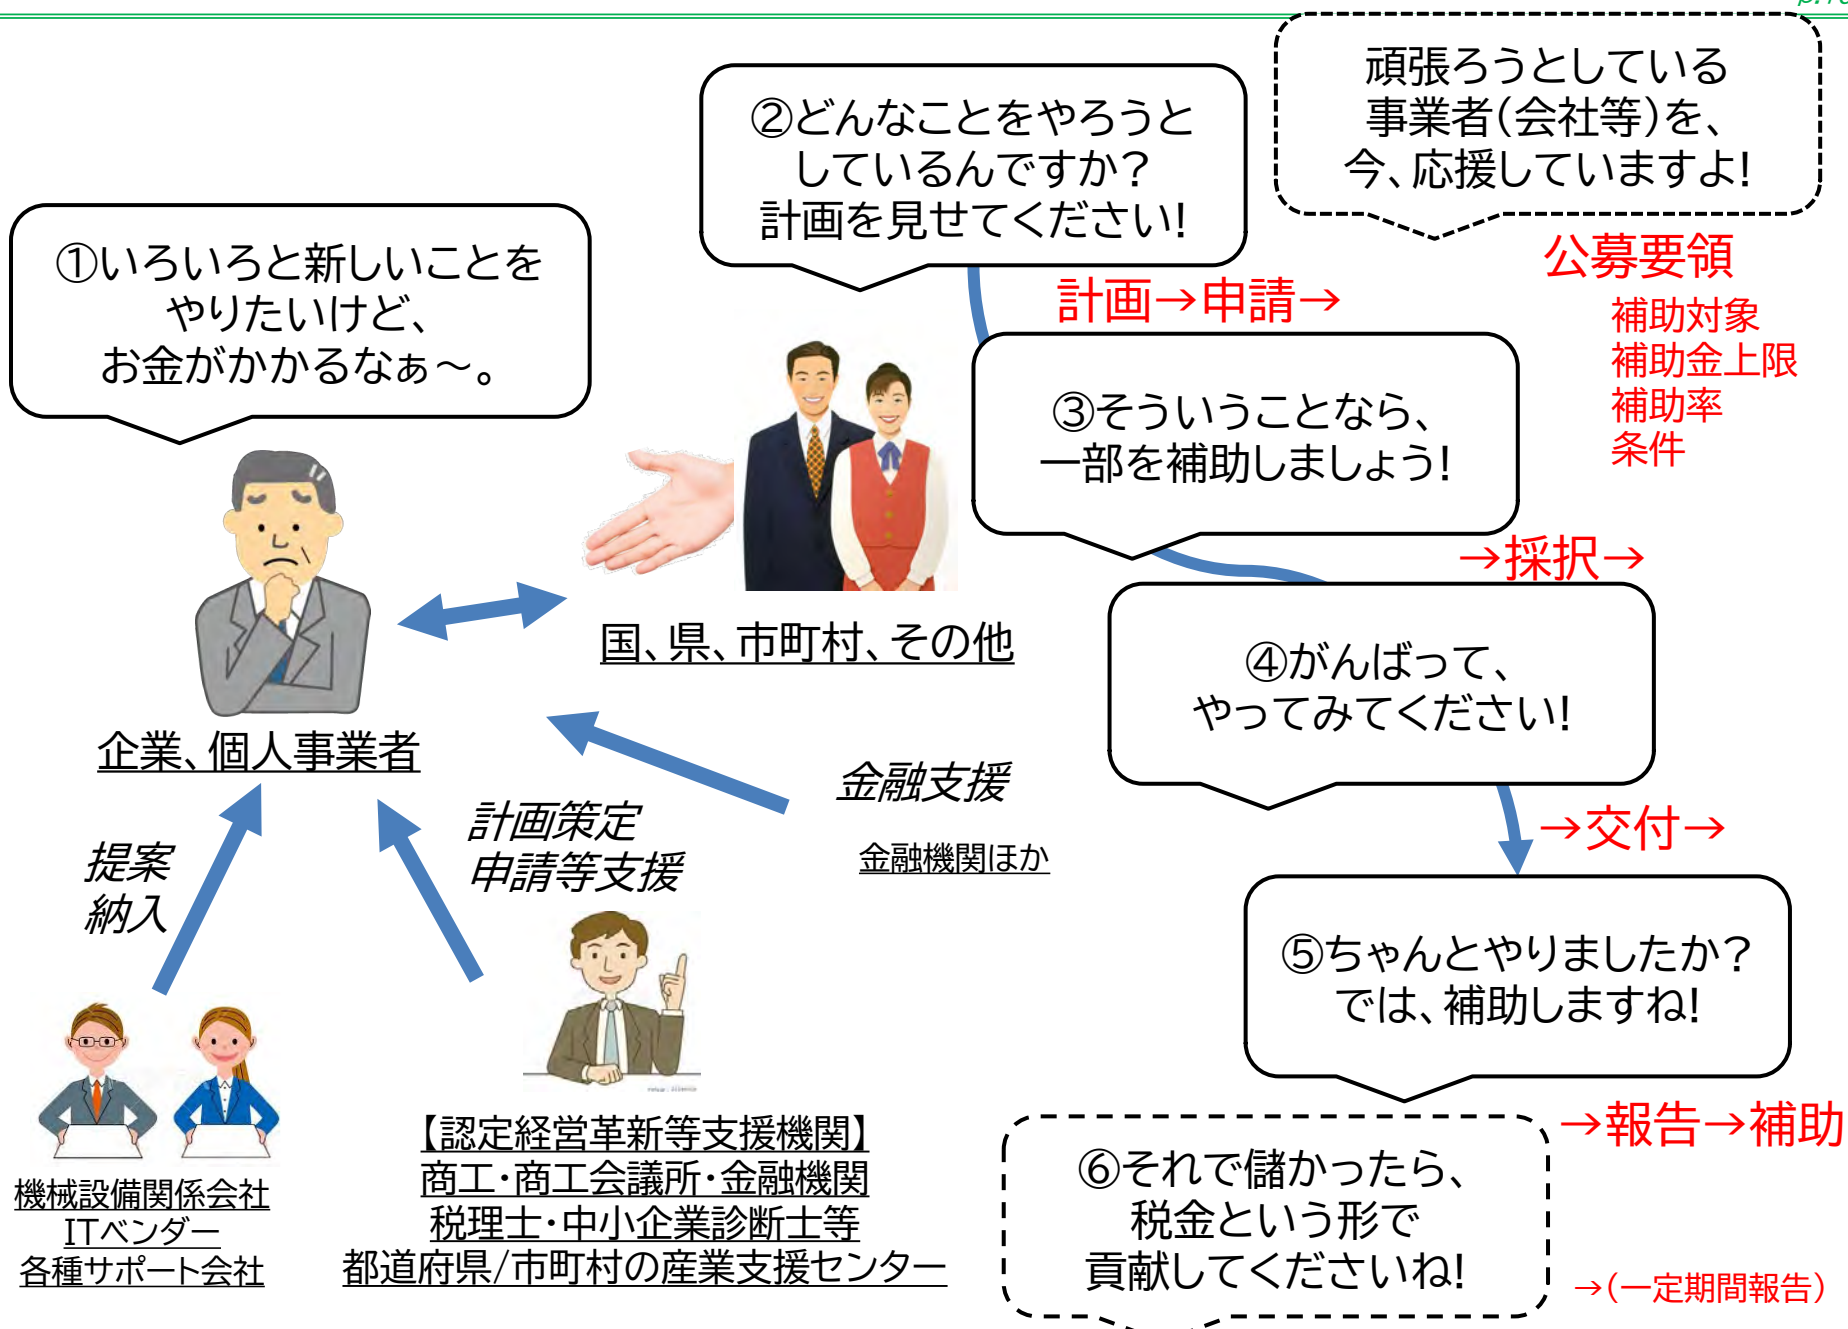 頑張ろうとしている
事業者(会社等)を、
今、応援していますよ!
公募要領
補助対象
補助金上限
補助率
条件
①いろいろと新しいことを
やりたいけど、
お金がかかるなぁ～。
②どんなことをやろうと
しているんですか?
計画を見せてください!
計画→申請→
③そういうことなら、
一部を補助しましょう!
→採択→
④がんばって、
やってみてください!
→交付→
⑤ちゃんとやりましたか?
では、補助しますね!
→報告→補助
⑥それで儲かったら、
税金という形で
貢献してくださいね!
→(一定期間報告)
国、県、市町村、その他
企業、個人事業者
金融支援
金融機関ほか
計画策定
申請等支援
提案
納入
機械設備関係会社
ITベンダー
各種サポート会社
【認定経営革新等支援機関】
商工・商工会議所・金融機関
税理士・中小企業診断士等
都道府県/市町村の産業支援センター